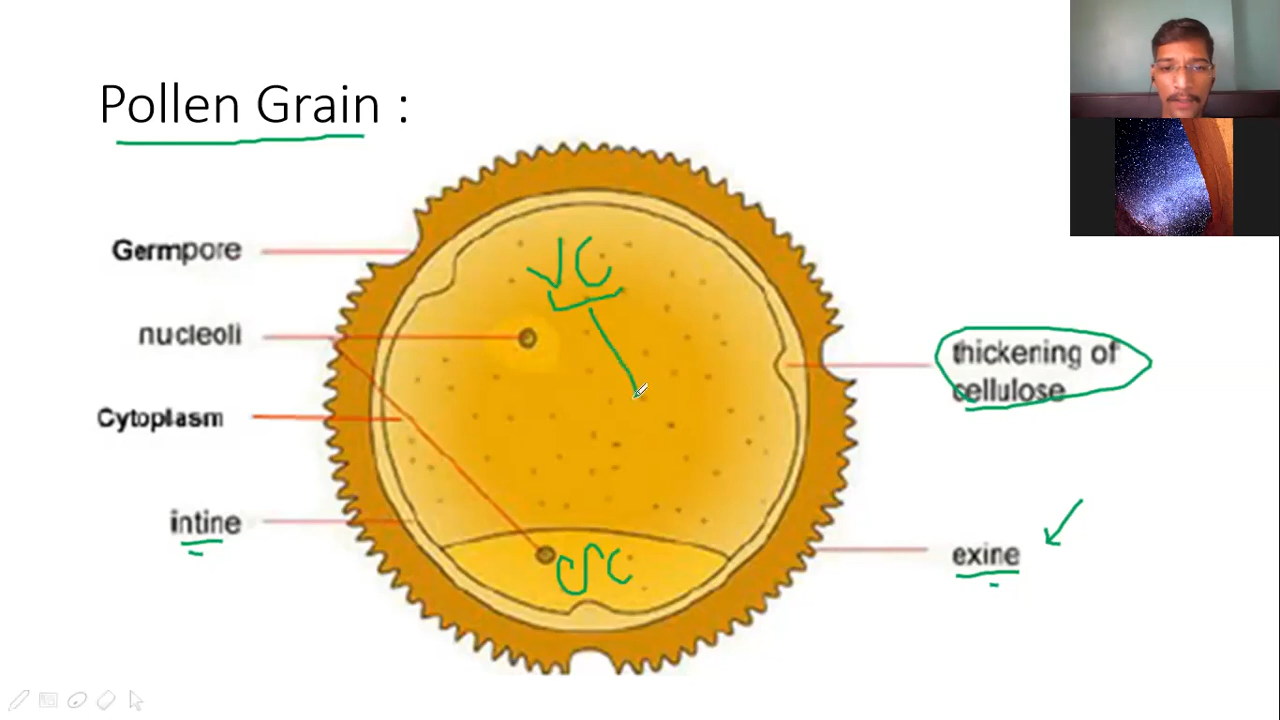 Pollen Grain :
Germpore
nucleoli
Cytoplasm
intine
VC
GC
thickening of
cellulose
exine